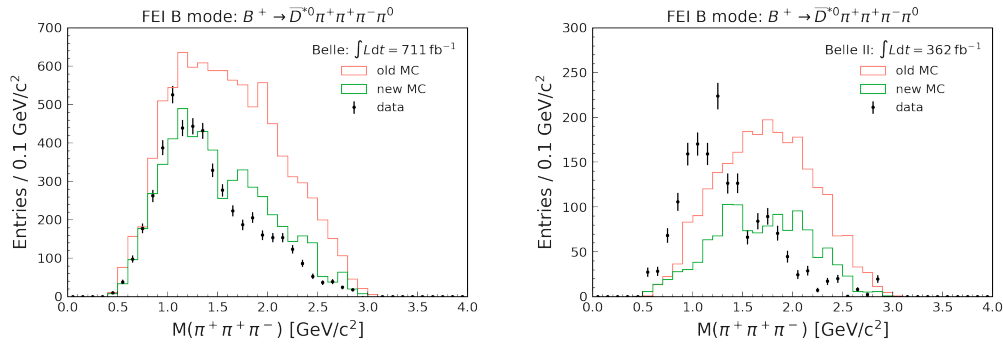 FEI B mode: B⁺ → D̅*⁰π⁺π⁺π⁻π⁰
Belle: ∫Ldt = 711 fb⁻¹
old MC
new MC
data
Entries / 0.1 GeV/c²
700
600
500
400
300
200
100
0
0.0 0.5 1.0 1.5 2.0 2.5 3.0 3.5 4.0
M(π⁺π⁺π⁻) [GeV/c²]
FEI B mode: B⁺ → D̅*⁰π⁺π⁺π⁻π⁰
Belle II: ∫Ldt = 362 fb⁻¹
old MC
new MC
data
Entries / 0.1 GeV/c²
300
250
200
150
100
50
0
0.0 0.5 1.0 1.5 2.0 2.5 3.0 3.5 4.0
M(π⁺π⁺π⁻) [GeV/c²]